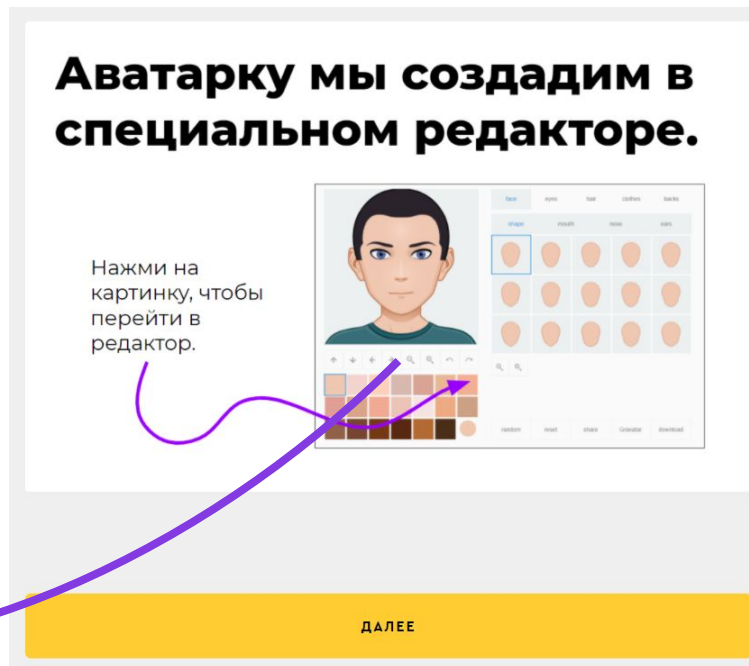 Аватарку мы создадим в
специальном редакторе.
Нажми на
картинку, чтобы
перейти в
редактор.
face eyes hair clothes backs
shape mouth nose ears
random reset share Gravatar download
ДАЛЕЕ